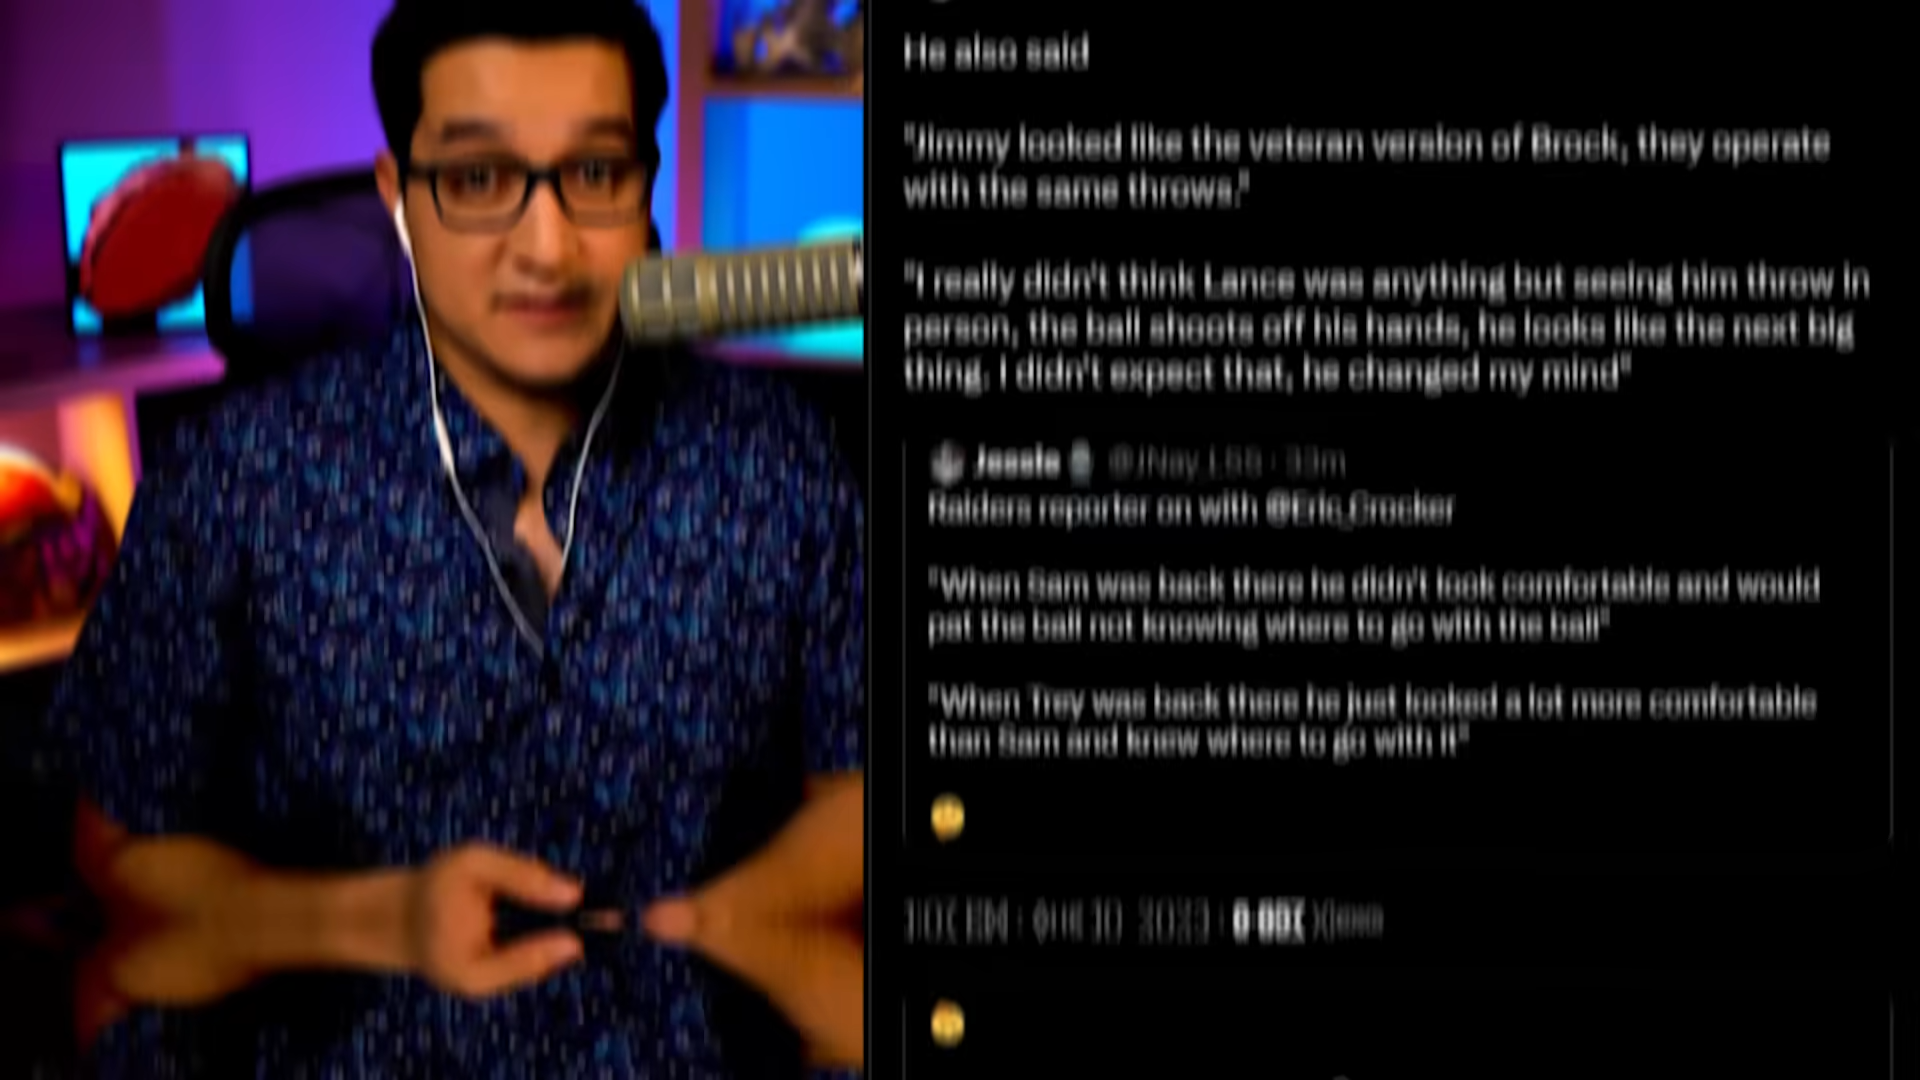 He also said
"Jimmy looked like the veteran version of Brock, they operate
with the same throws."
"I really didn't think Lance was anything but seeing him throw in
person, the ball shoots off his hands, he looks like the next big
thing. I didn't expect that, he changed my mind"
Jessie
Raiders reporter on with @Eric_Crocker
"When Sam was back there he didn't look comfortable and would
pat the ball not knowing where to go with the ball"
"When Trey was back there he just looked a lot more comfortable
than Sam and knew where to go with it"